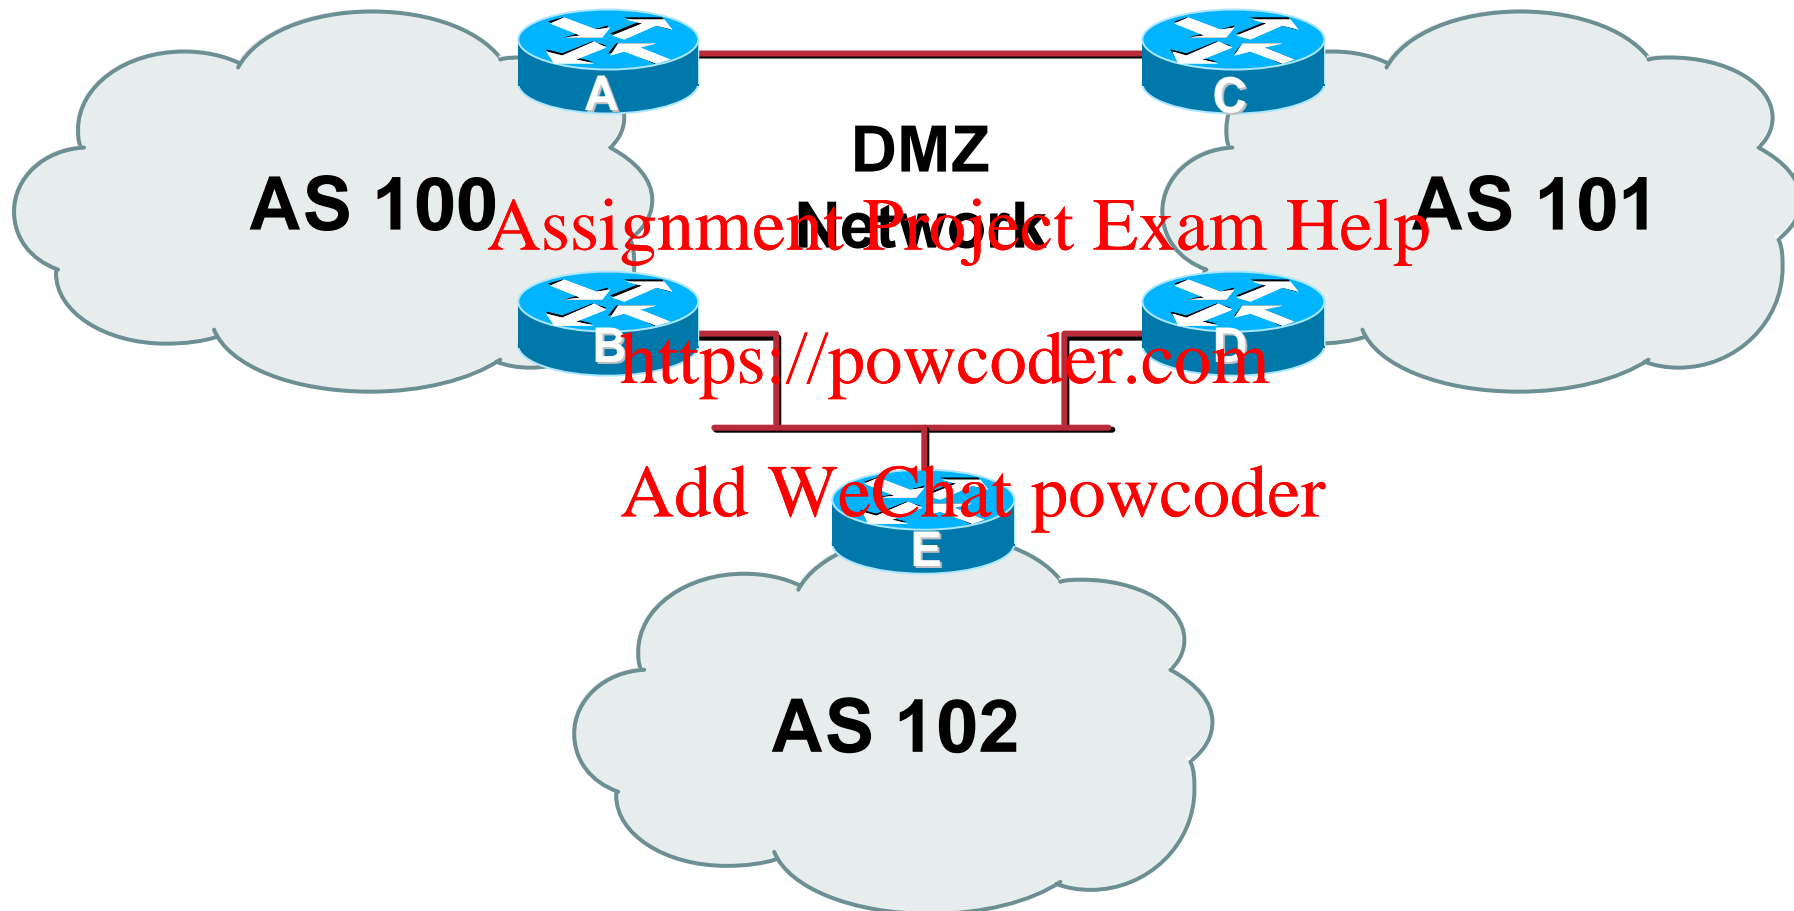 A
C
DMZ
AS 100
AS 101
Network
Assignment Project Exam Help
B
D
https://powcoder.com
Add WeChat powcoder
E
AS 102